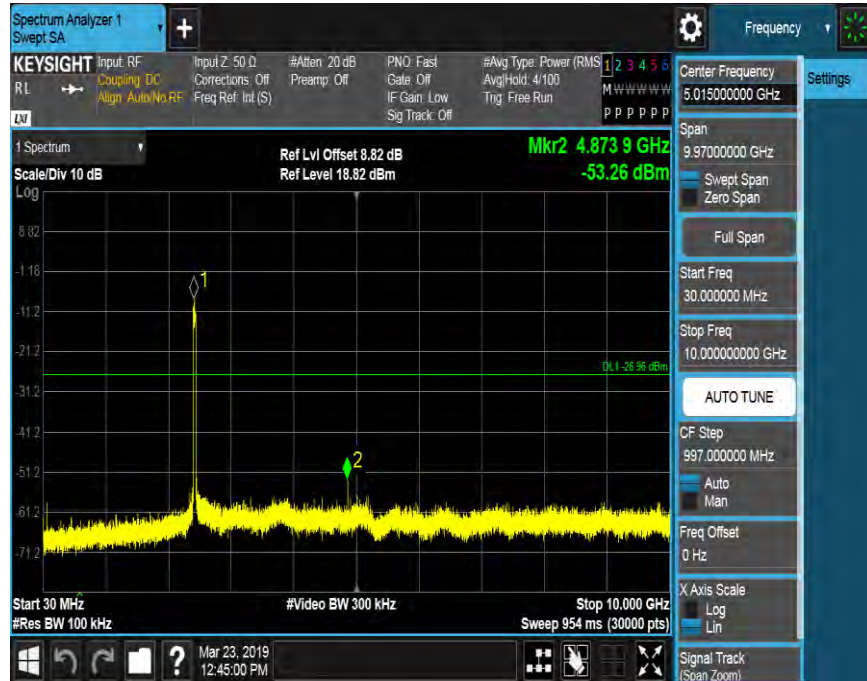 Spectrum Analyzer 1
Swept SA
+
Frequency
KEYSIGHT
RL
LXI
Input: RF
Coupling: DC
Align: Auto/No RF
Input Z: 50 Ω
Corrections: Off
Freq Ref: Int (S)
#Atten: 20 dB
Preamp: Off
PNO: Fast
Gate: Off
IF Gain: Low
Sig Track: Off
#Avg Type: Power (RMS
Avg|Hold: 4/100
Trig: Free Run
1 2 3 4 5 6
M W W W W W
P P P P P P
Center Frequency
5.015000000 GHz
Settings
1 Spectrum
Scale/Div 10 dB
Log
Ref Lvl Offset 8.82 dB
Ref Level 18.82 dBm
Mkr2 4.873 9 GHz
-53.26 dBm
Span
9.97000000 GHz
Swept Span
Zero Span
Full Span
Start Freq
30.000000 MHz
Stop Freq
10.000000000 GHz
AUTO TUNE
CF Step
997.000000 MHz
Auto
Man
Freq Offset
0 Hz
X Axis Scale
Log
Lin
Signal Track
(Span Zoom)
8.82
-1.18
-11.2
-21.2
-31.2
-41.2
-51.2
-61.2
-71.2
1
DL1 -26.96 dBm
2
Start 30 MHz
#Res BW 100 kHz
#Video BW 300 kHz
Stop 10.000 GHz
Sweep 954 ms (30000 pts)
?
Mar 23, 2019
12:45:00 PM